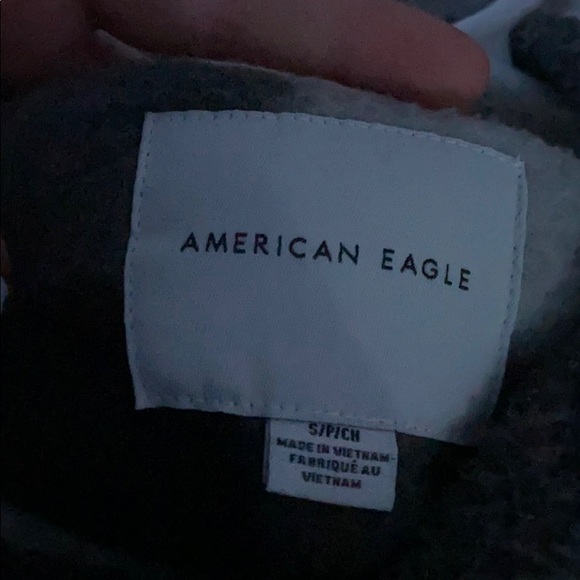 AMERICAN EAGLE
S/P/CH
MADE IN VIETNAM
FABRIQUÉ AU
VIETNAM